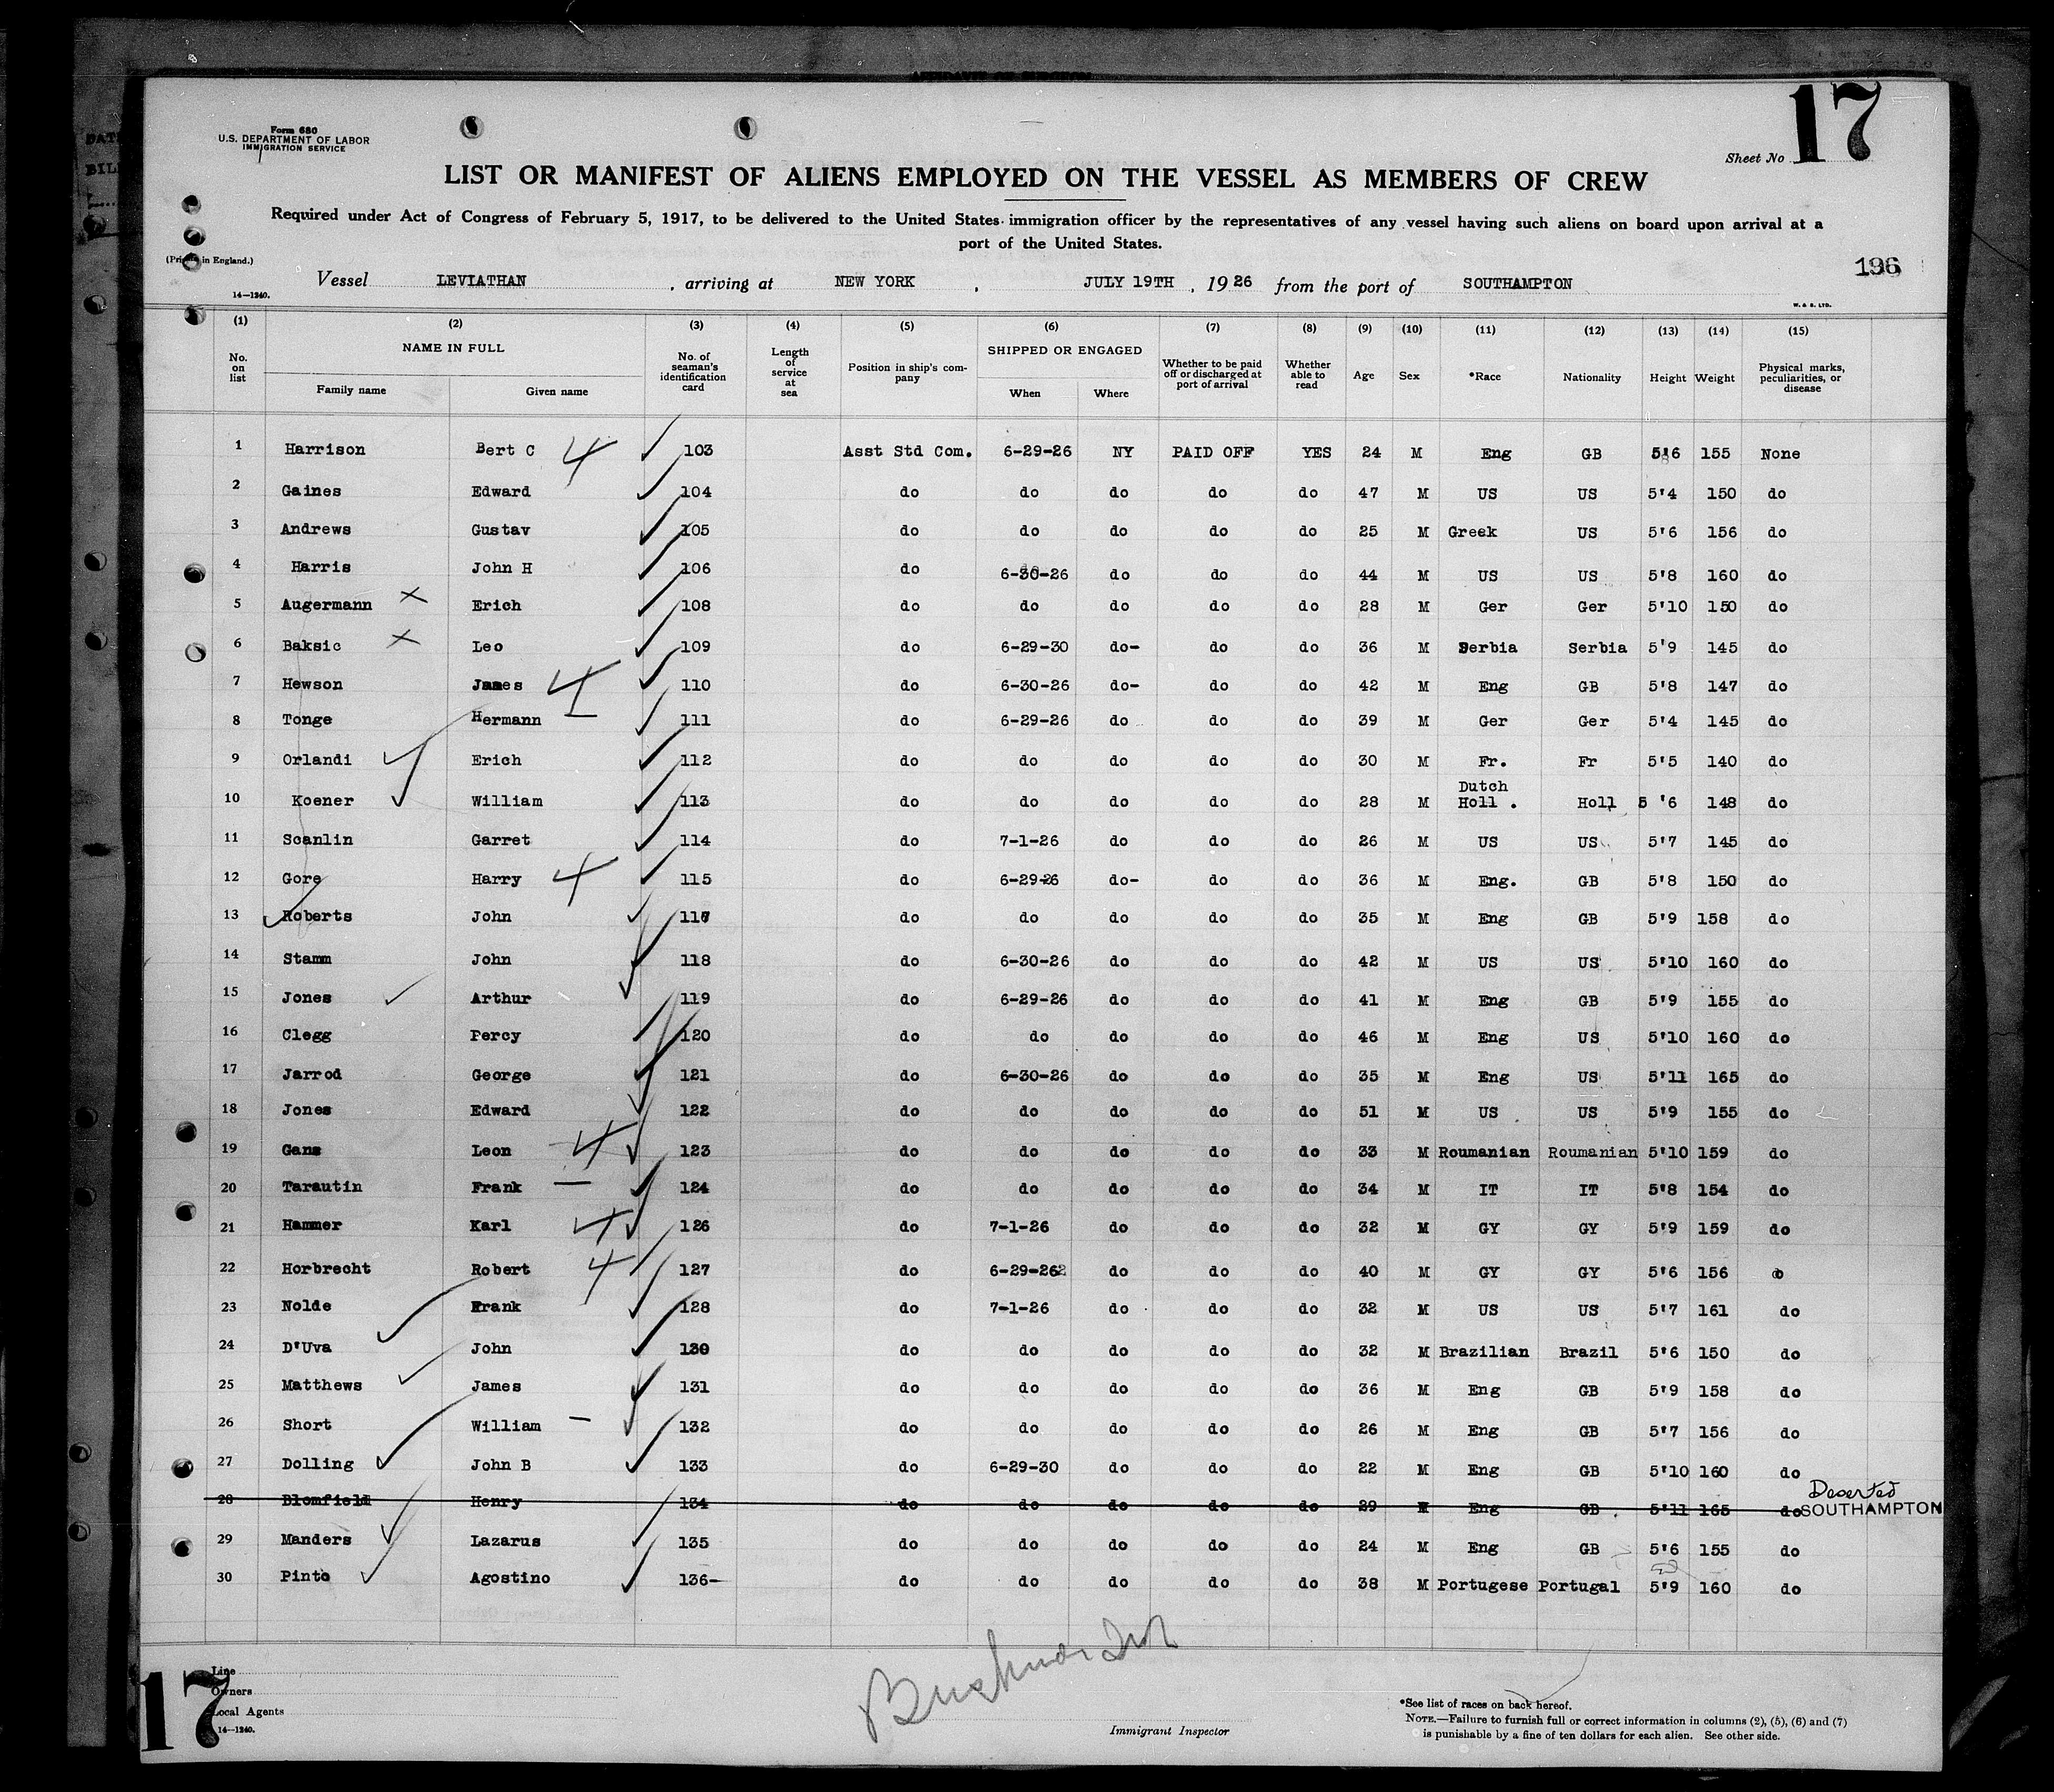 Form 680
U.S. DEPARTMENT OF LABOR
IMMIGRATION SERVICE
Sheet No 17
LIST OR MANIFEST OF ALIENS EMPLOYED ON THE VESSEL AS MEMBERS OF CREW
Required under Act of Congress of February 5, 1917, to be delivered to the United States immigration officer by the representatives of any vessel having such aliens on board upon arrival at a
port of the United States.
(Printed in England.)
196
Vessel LEVIATHAN, arriving at NEW YORK, JULY 19TH, 1926 from the port of SOUTHAMPTON
14—1240.
W. & S. LTD.
(1) (2) (3) (4) (5) (6) (7) (8) (9) (10) (11) (12) (13) (14) (15)
No. on list NAME IN FULL Family name Given name No. of seaman's identification card Length of service at sea Position in ship's company SHIPPED OR ENGAGED When Where Whether to be paid off or discharged at port of arrival Whether able to read Age Sex *Race Nationality Height Weight Physical marks, peculiarities, or disease
1 Harrison Bert C 4 103 Asst Std Com. 6-29-26 NY PAID OFF YES 24 M Eng GB 5'6 155 None
2 Gaines Edward 104 do do do do do 47 M US US 5'4 150 do
3 Andrews Gustav 105 do do do do do 25 M Greek US 5'6 156 do
4 Harris John H 106 do 6-30-26 do do do 44 M US US 5'8 160 do
5 Augermann X Erich 108 do do do do do 28 M Ger Ger 5'10 150 do
6 Baksic X Leo 109 do 6-29-30 do- do do 36 M Serbia Serbia 5'9 145 do
7 Hewson James 4 110 do 6-30-26 do- do do 42 M Eng GB 5'8 147 do
8 Tonge Hermann 111 do 6-29-26 do do do 39 M Ger Ger 5'4 145 do
9 Orlandi Erich 112 do do do do do 30 M Fr. Fr 5'5 140 do
10 Koener William 113 do do do do do 28 M Dutch Holl . Holl 5 '6 148 do
11 Scanlin Garret 114 do 7-1-26 do do do 26 M US US 5'7 145 do
12 Gore Harry 4 115 do 6-29-26 do- do do 36 M Eng. GB 5'8 150 do
13 Roberts John 117 do do do do do 35 M Eng GB 5'9 158 do
14 Stamm John 118 do 6-30-26 do do do 42 M US US 5'10 160 do
15 Jones Arthur 119 do 6-29-26 do do do 41 M Eng GB 5'9 155 do
16 Clegg Percy 120 do do do do do 46 M Eng US 5'10 160 do
17 Jarrod George 121 do 6-30-26 do do do 35 M Eng US 5'11 165 do
18 Jones Edward 122 do do do do do 51 M US US 5'9 155 do
19 Gans Leon 4 123 do do do do do 33 M Roumanian Roumanian 5'10 159 do
20 Tarautin Frank — 124 do do do do do 34 M IT IT 5'8 154 do
21 Hammer Karl 4 126 do 7-1-26 do do do 32 M GY GY 5'9 159 do
22 Horbrecht Robert 4 127 do 6-29-262 do do do 40 M GY GY 5'6 156 do
23 Nolde Frank 128 do 7-1-26 do do do 32 M US US 5'7 161 do
24 D'Uva John 130 do do do do do 32 M Brazilian Brazil 5'6 150 do
25 Matthews James 131 do do do do do 36 M Eng GB 5'9 158 do
26 Short William — 132 do do do do do 26 M Eng GB 5'7 156 do
27 Dolling John B 133 do 6-29-30 do do do 22 M Eng GB 5'10 160 do
28 Blomfield Henry 134 do do do do do 29 M Eng GB 5'11 165 do Deserted SOUTHAMPTON
29 Manders Lazarus 135 do do do do do 24 M Eng GB 5'6 155 do
30 Pinto Agostino 136- do do do do do 38 M Portugese Portugal 5'9 160 do
17
Line
Owners
Local Agents
14—1240.
Immigrant Inspector
*See list of races on back hereof.
NOTE.—Failure to furnish full or correct information in columns (2), (5), (6) and (7)
is punishable by a fine of ten dollars for each alien. See other side.